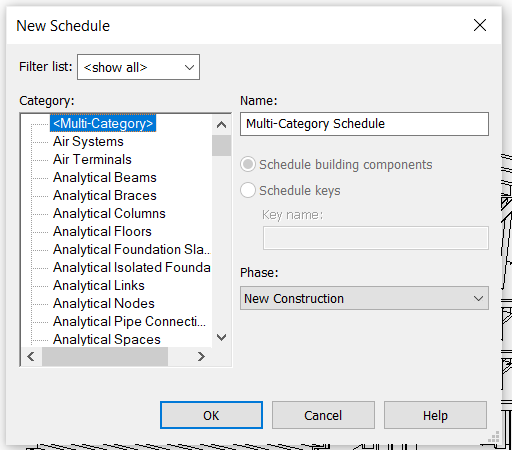 New Schedule
Filter list: <show all>
Category:
<Multi-Category>
Air Systems
Air Terminals
Analytical Beams
Analytical Braces
Analytical Columns
Analytical Floors
Analytical Foundation Sla...
Analytical Isolated Founda
Analytical Links
Analytical Nodes
Analytical Pipe Connecti...
Analytical Spaces
Name:
Multi-Category Schedule
Schedule building components
Schedule keys
Key name:
Phase:
New Construction
OK Cancel Help